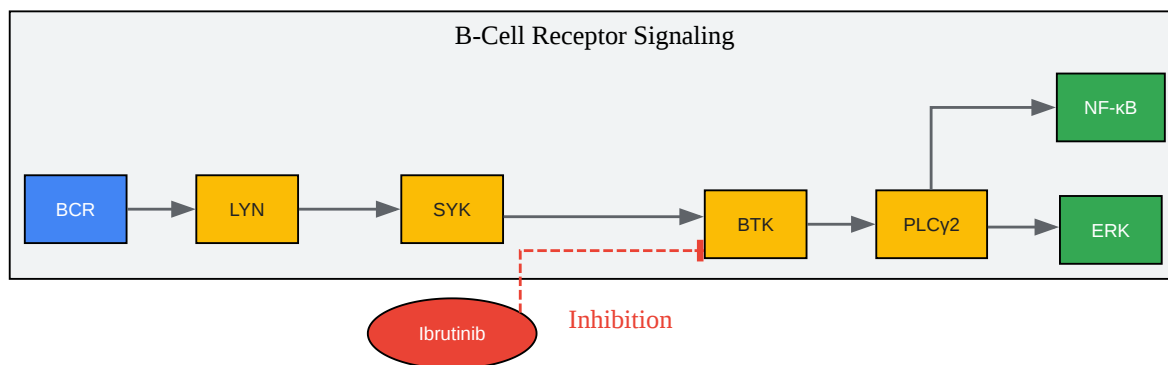 B-Cell Receptor Signaling
NF-κB
BCR
LYN
SYK
BTK
PLCγ2
ERK
Ibrutinib
Inhibition